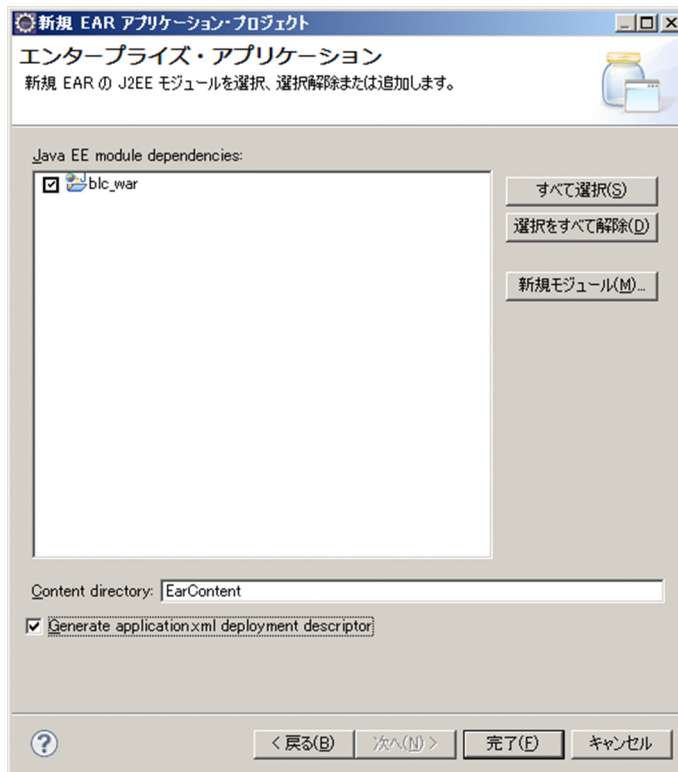 新規 EAR アプリケーション・プロジェクト
エンタープライズ・アプリケーション
新規 EAR の J2EE モジュールを選択、選択解除または追加します。
Java EE module dependencies:
blc_war
すべて選択(S)
選択をすべて解除(D)
新規モジュール(M)...
Content directory: EarContent
Generate application.xml deployment descriptor
?
< 戻る(B) 次へ(N) > 完了(F) キャンセル